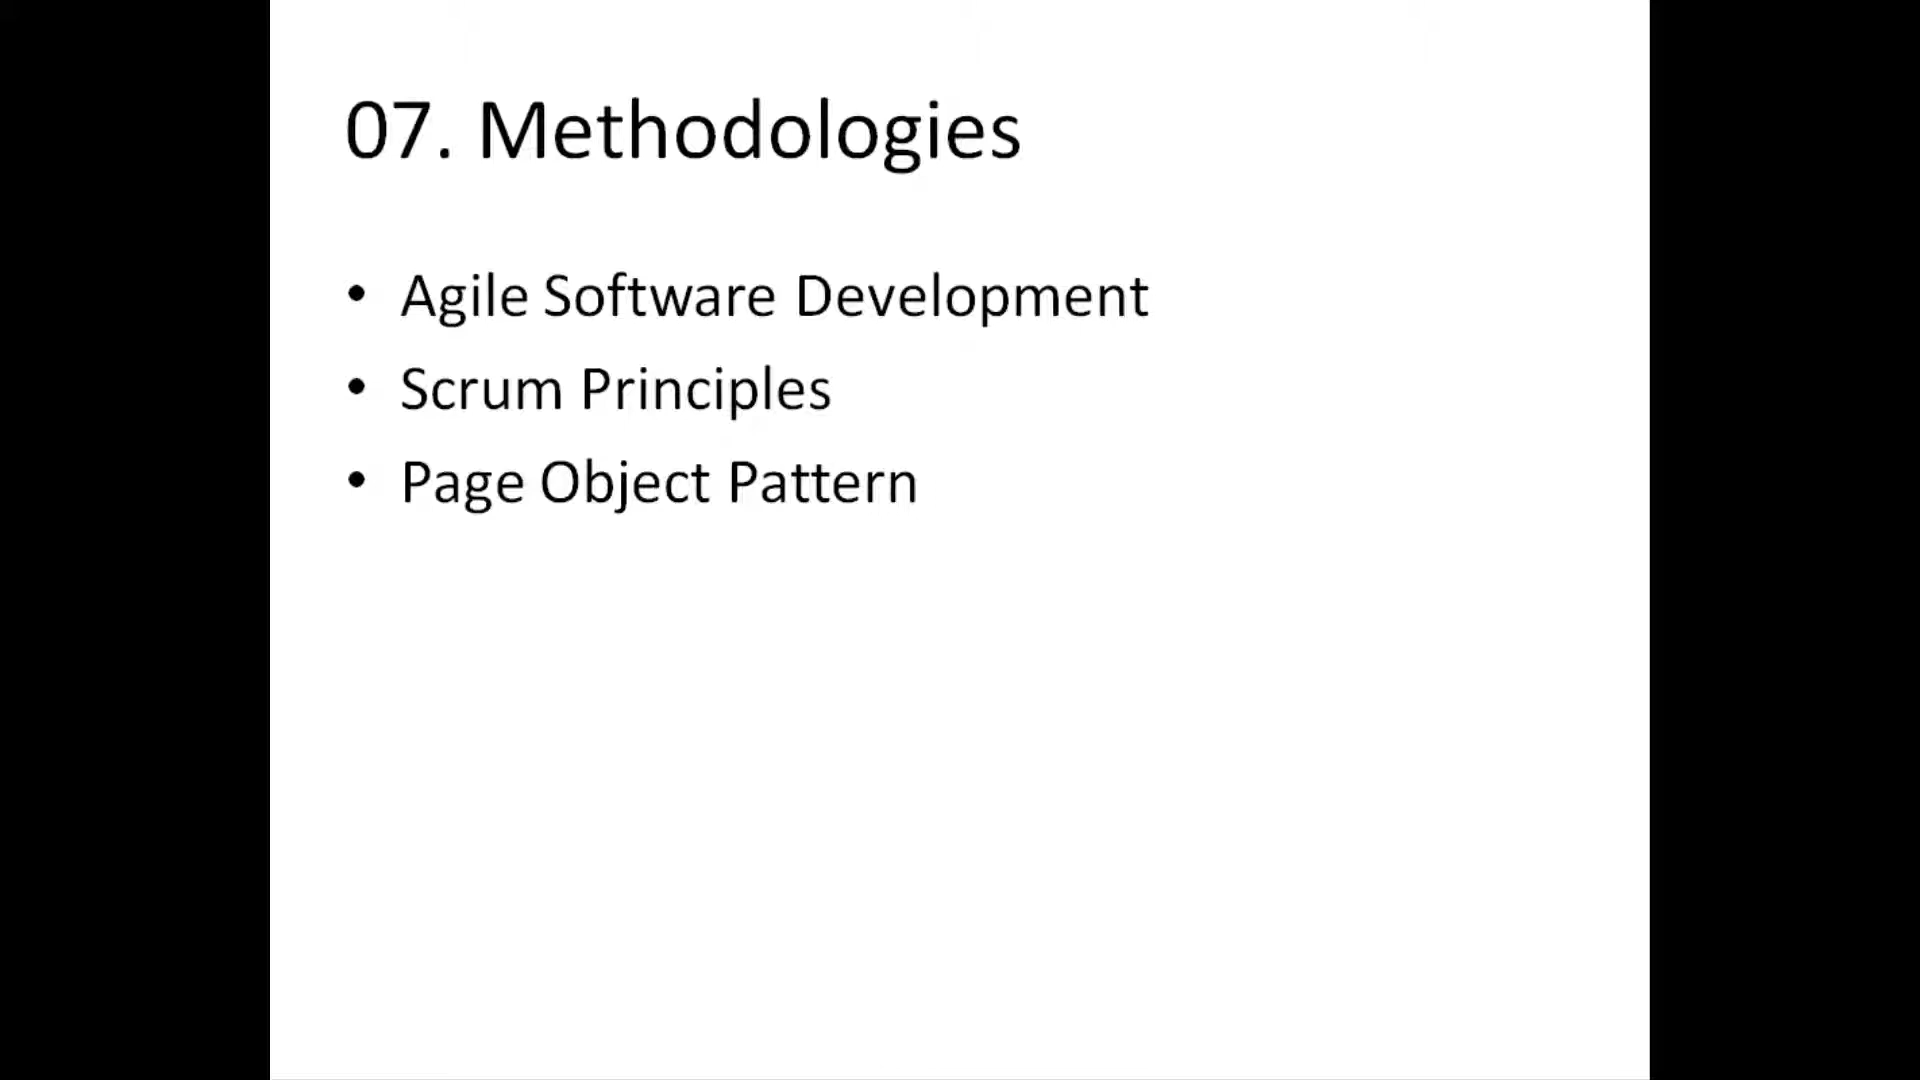 07. Methodologies
• Agile Software Development
• Scrum Principles
• Page Object Pattern